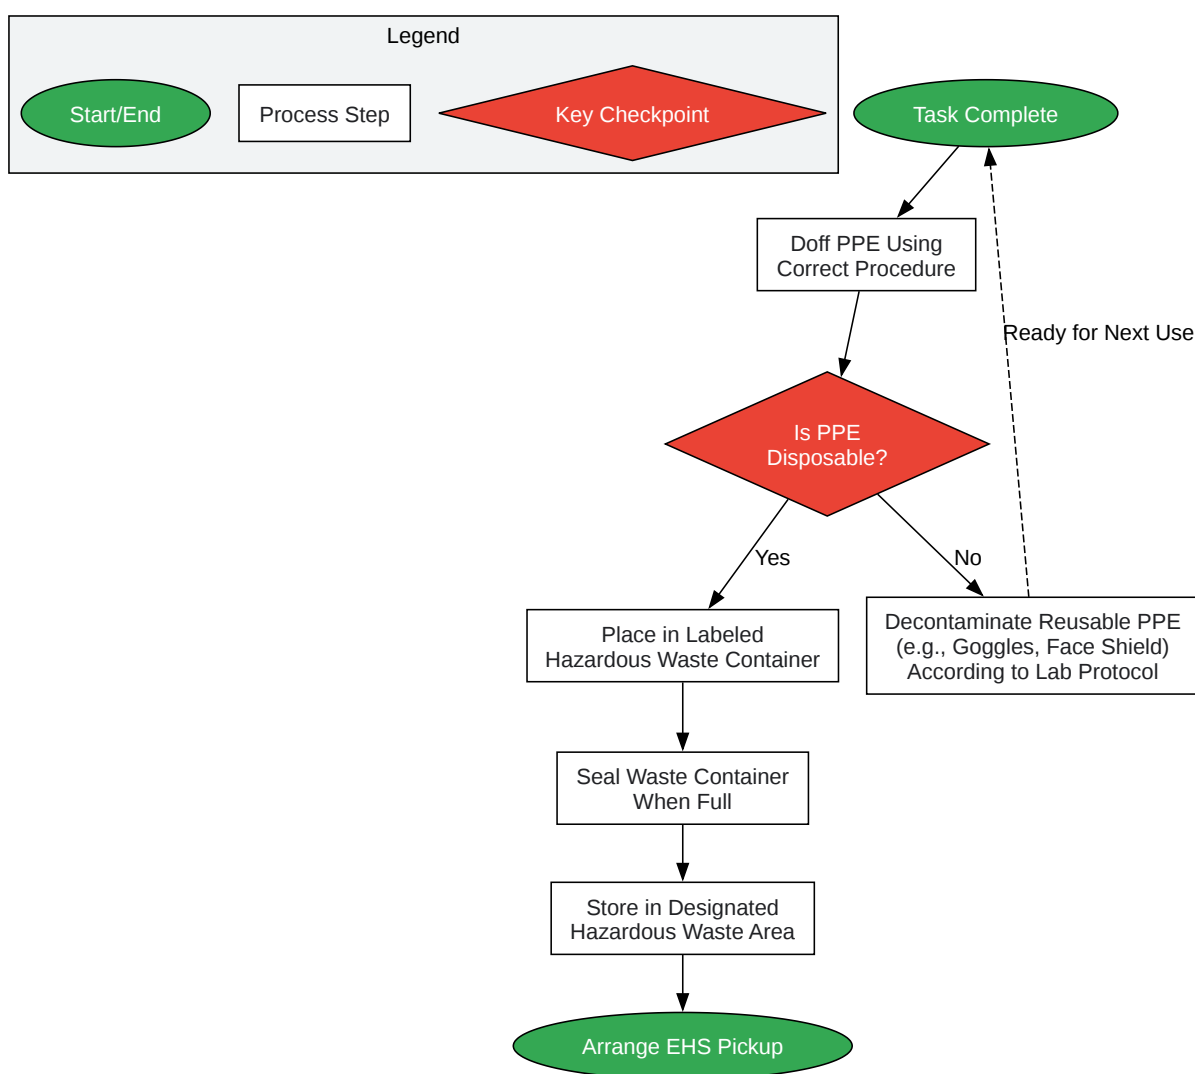 Legend
Start/End
Process Step
Key Checkpoint
Task Complete
Doff PPE Using
Correct Procedure
Ready for Next Use
Is PPE
Disposable?
Yes
No
Place in Labeled
Hazardous Waste Container
Decontaminate Reusable PPE
(e.g., Goggles, Face Shield)
According to Lab Protocol
Seal Waste Container
When Full
Store in Designated
Hazardous Waste Area
Arrange EHS Pickup